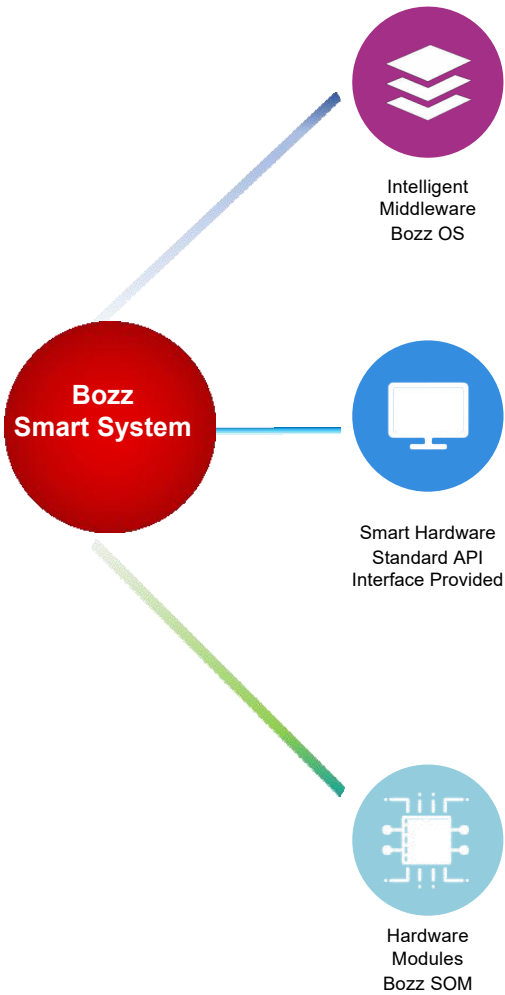 Intelligent
Middleware
Bozz OS
Bozz
Smart System
Smart Hardware
Standard API
Interface Provided
Hardware
Modules
Bozz SOM